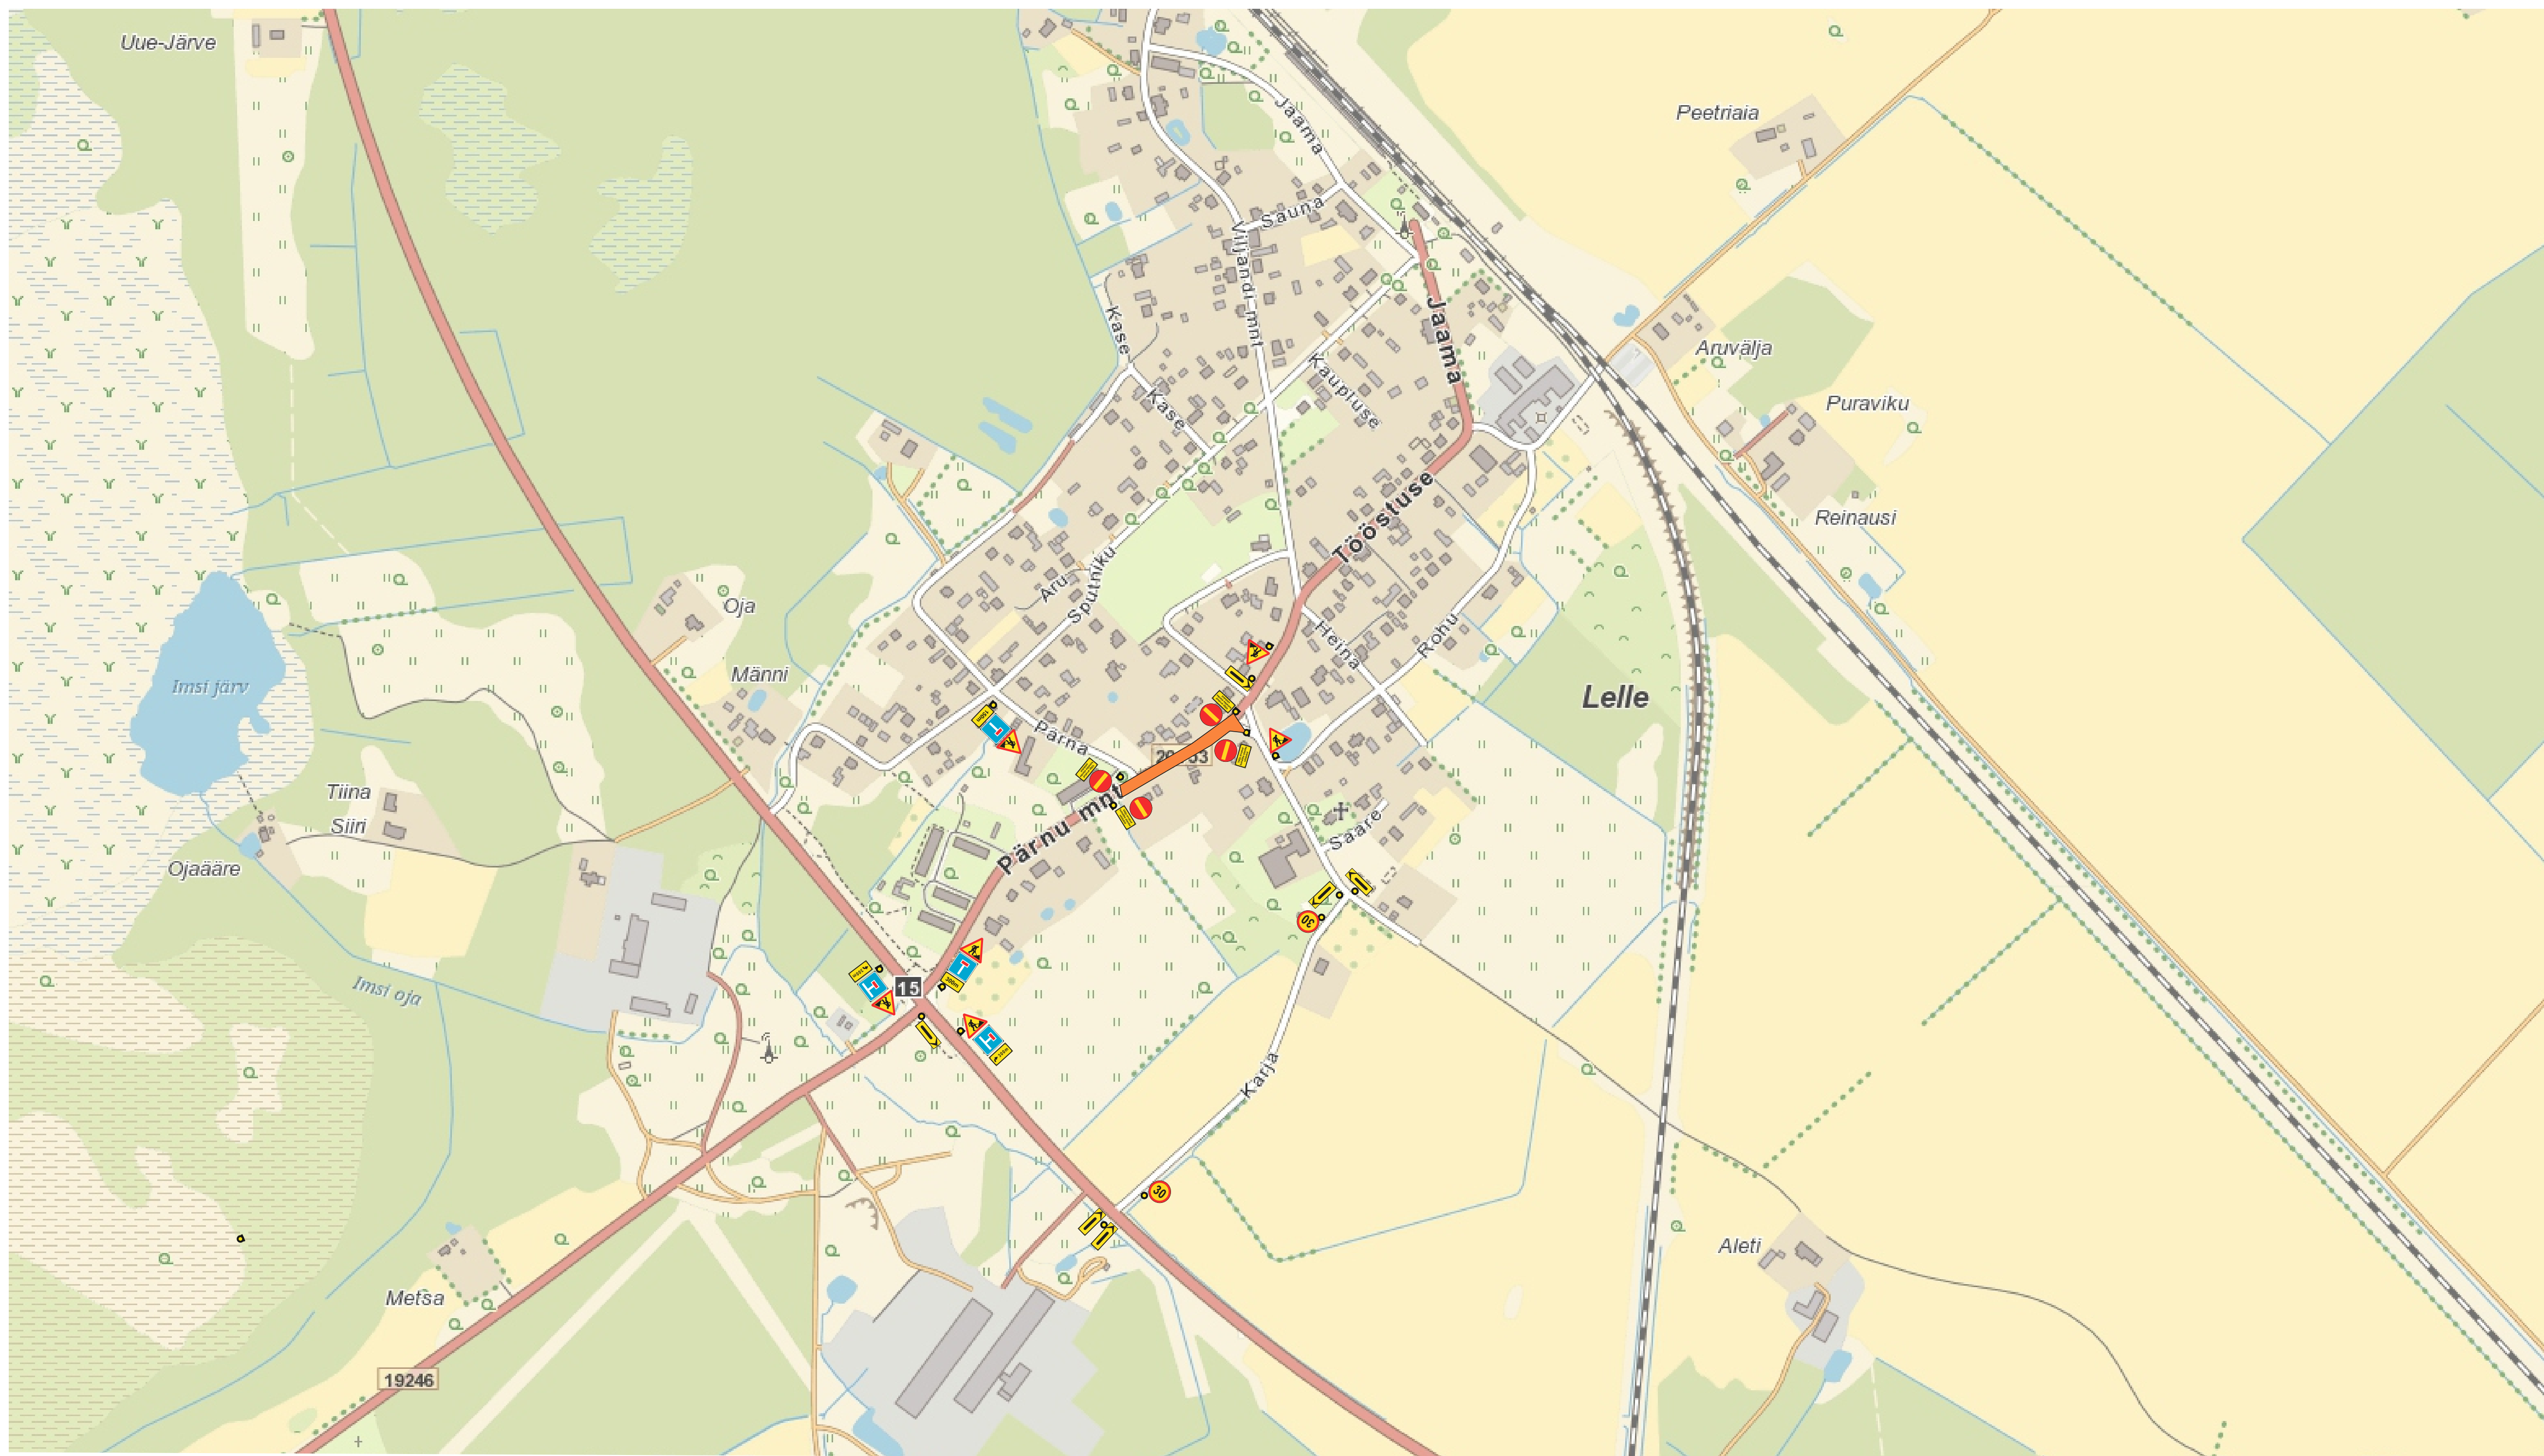 Uue-Järve
Jaama
Peetriaia
Sauna
Viljandi mnt
Kase
Jaama
Kaupluse
Aruvälja
Kase
Puraviku
Tööstuse
Reinausi
Aru
Sputniku
Oja
Heina
Rohu
Männi
Imsi järv
Lelle
100m
Pärna
Tiina
Siiri
Pärnu mnt
Saare
Ojaääre
30
Imsi oja
15
300m
Karja
30
Aleti
Metsa
19246